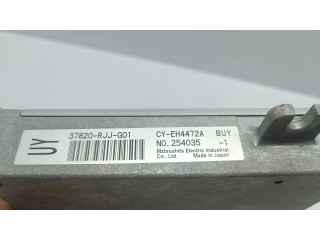 UY
37820-RJJ-G01 CY-EH4472A BUY
NO.254035 -1
Matsushita Electric Industrial
Co., Ltd. Made in Japan